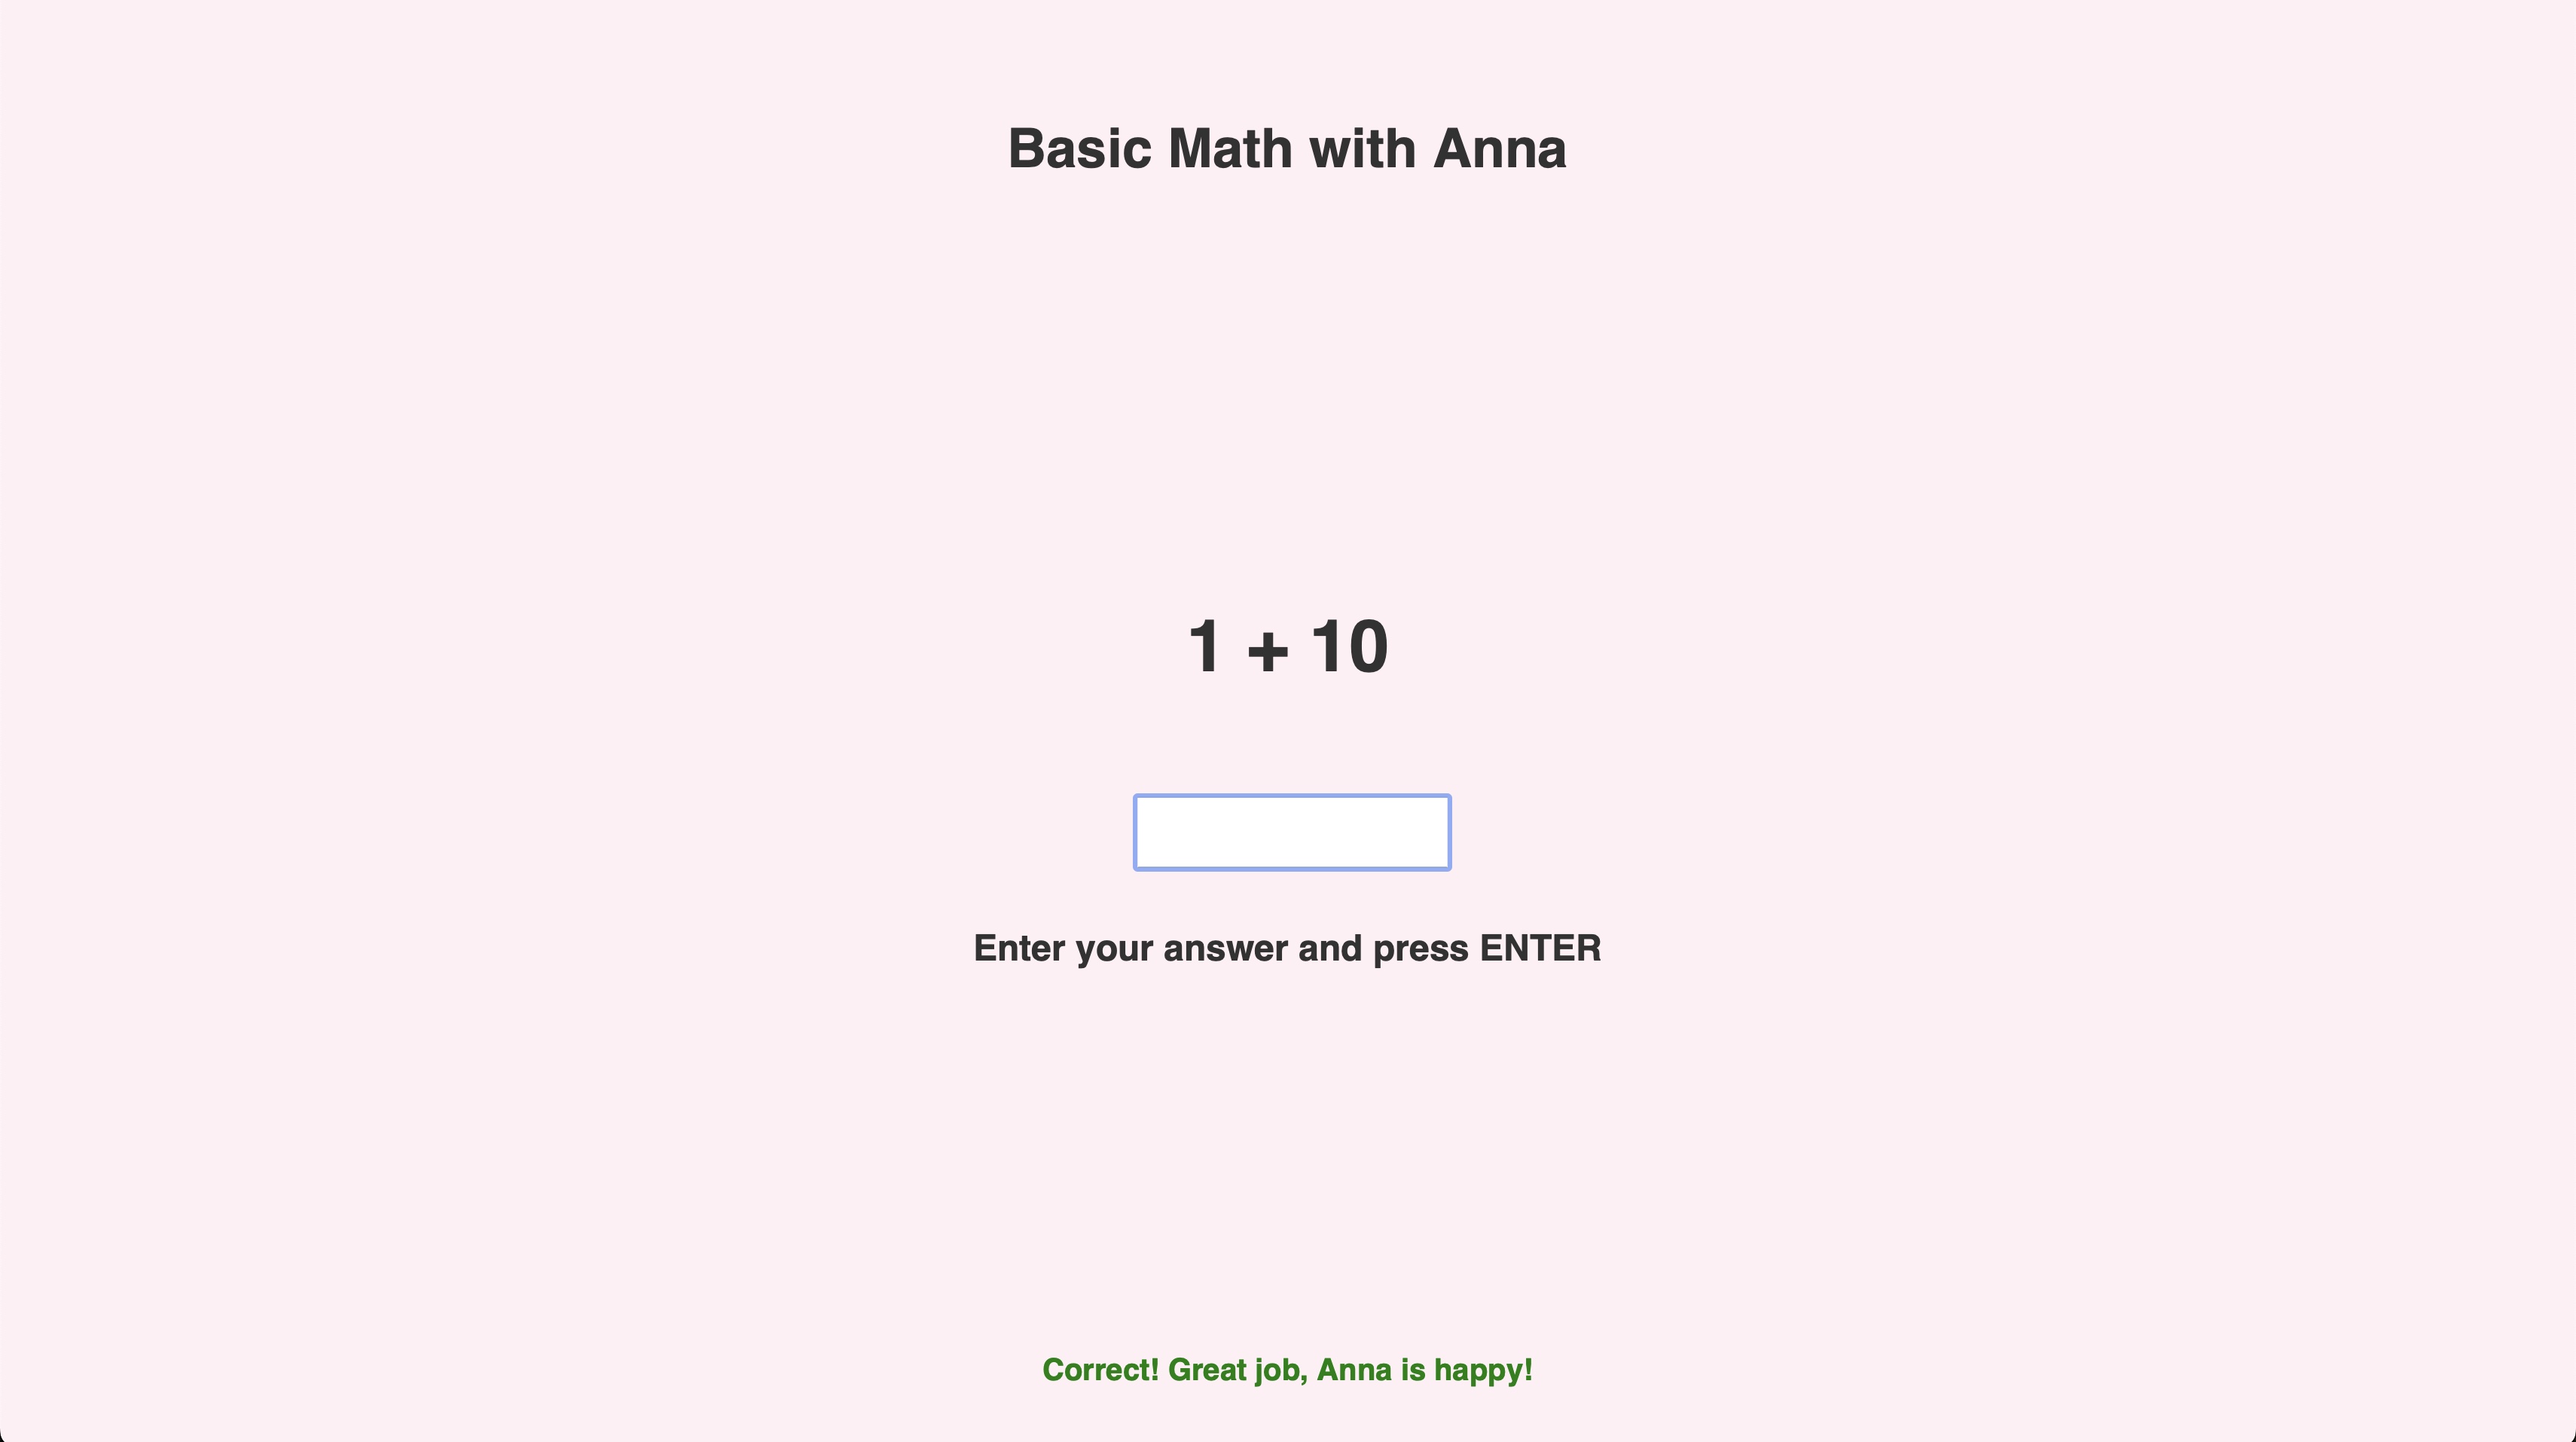 Basic Math with Anna
1 + 10
Enter your answer and press ENTER
Correct! Great job, Anna is happy!